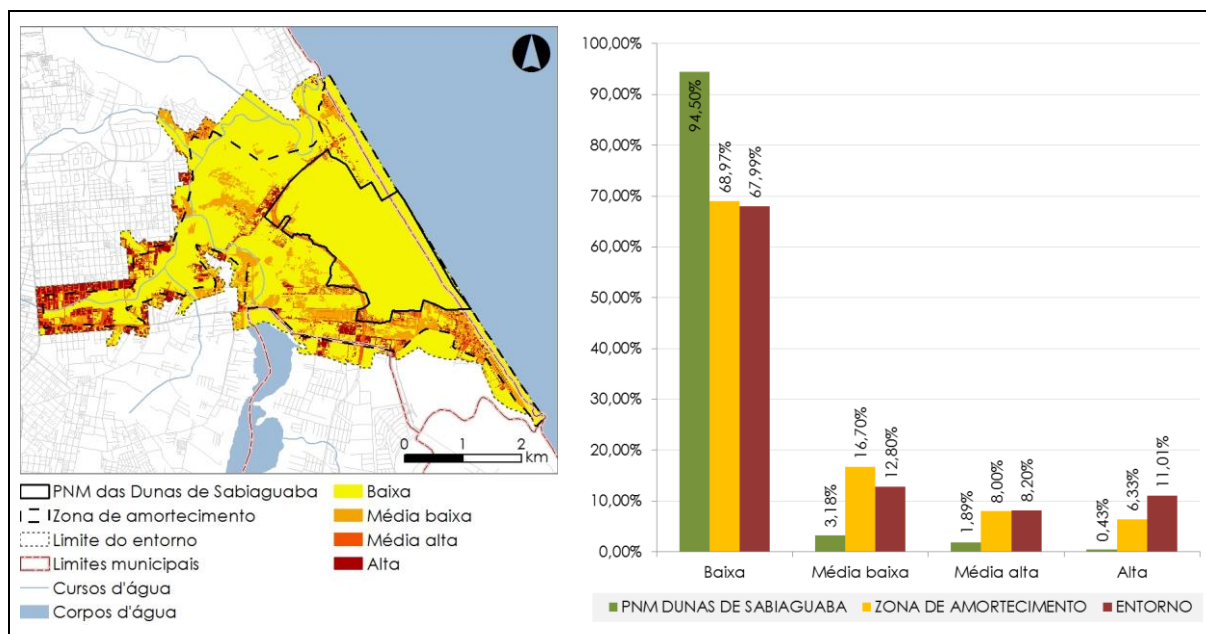 0 1 2
km
PNM das Dunas de Sabiaguaba
Zona de amortecimento
Limite do entorno
Limites municipais
Cursos d'água
Corpos d'água
Baixa
Média baixa
Média alta
Alta
100,00%
90,00%
80,00%
70,00%
60,00%
50,00%
40,00%
30,00%
20,00%
10,00%
0,00%
94,50%
68,97%
67,99%
3,18%
16,70%
12,80%
1,89%
8,00%
8,20%
0,43%
6,33%
11,01%
Baixa
Média baixa
Média alta
Alta
PNM DUNAS DE SABIAGUABA ZONA DE AMORTECIMENTO ENTORNO